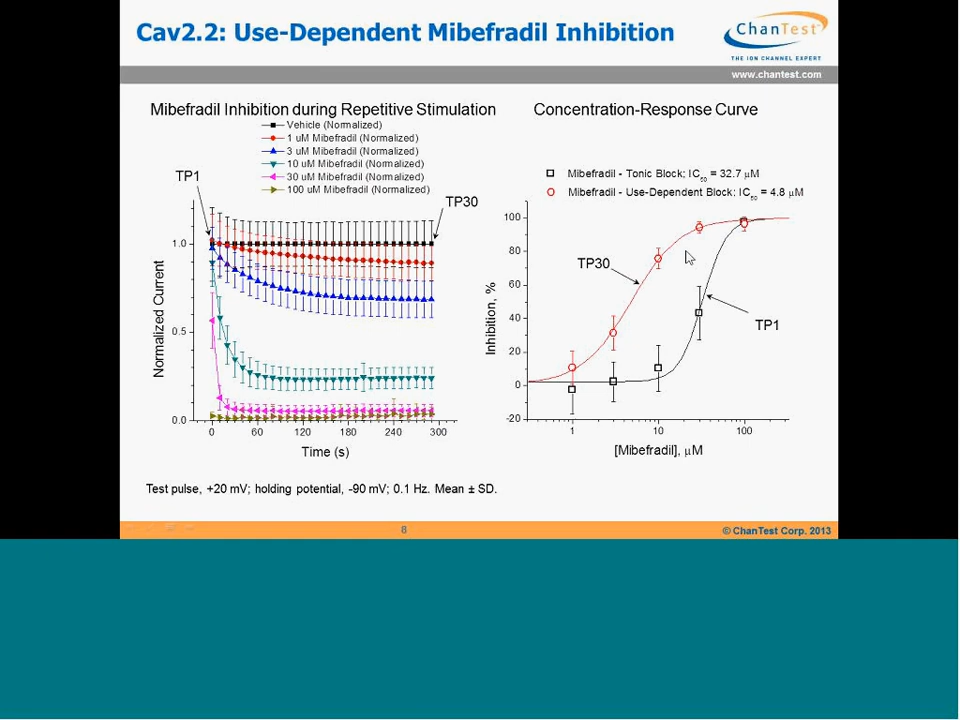 Cav2.2: Use-Dependent Mibefradil Inhibition
ChanTest
THE ION CHANNEL EXPERT
www.chantest.com
Mibefradil Inhibition during Repetitive Stimulation
Vehicle (Normalized)
1 uM Mibefradil (Normalized)
3 uM Mibefradil (Normalized)
10 uM Mibefradil (Normalized)
30 uM Mibefradil (Normalized)
100 uM Mibefradil (Normalized)
TP1
TP30
1.0
0.5
0.0
Normalized Current
0 60 120 180 240 300
Time (s)
Concentration-Response Curve
Mibefradil - Tonic Block; IC50 = 32.7 µM
Mibefradil - Use-Dependent Block; IC50 = 4.8 µM
100
80
60
40
20
0
-20
Inhibition, %
TP30
TP1
1 10 100
[Mibefradil], µM
Test pulse, +20 mV; holding potential, -90 mV; 0.1 Hz. Mean ± SD.
8
© ChanTest Corp. 2013